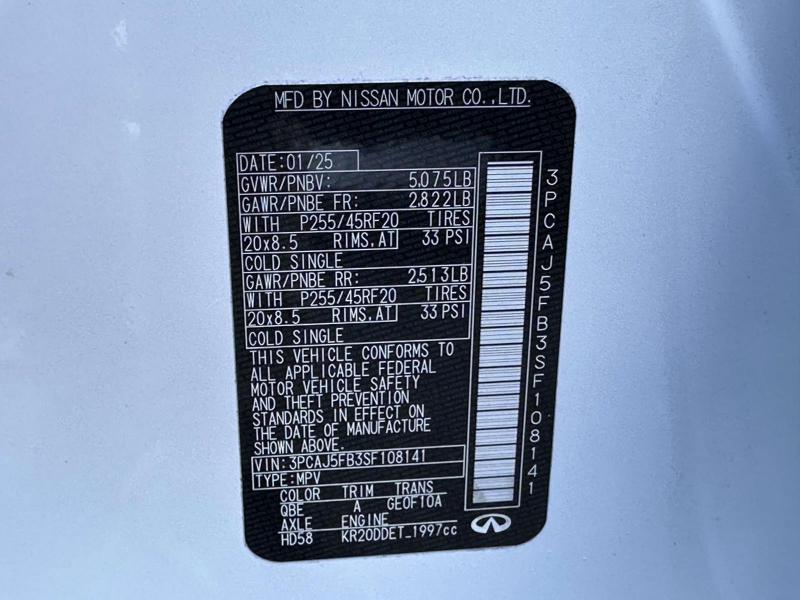 MFD BY NISSAN MOTOR CO.,LTD.
DATE:01/25
GVWR/PNBV: 5,075LB
GAWR/PNBE FR: 2,822LB
WITH P255/45RF20 TIRES
20x8.5 RIMS,AT 33 PSI
COLD SINGLE
GAWR/PNBE RR: 2,513LB
WITH P255/45RF20 TIRES
20x8.5 RIMS,AT 33 PSI
COLD SINGLE
THIS VEHICLE CONFORMS TO
ALL APPLICABLE FEDERAL
MOTOR VEHICLE SAFETY
AND THEFT PREVENTION
STANDARDS IN EFFECT ON
THE DATE OF MANUFACTURE
SHOWN ABOVE.
VIN: 3PCAJ5FB3SF108141
TYPE: MPV
COLOR TRIM TRANS
QBE A GE0F10A
AXLE ENGINE
HD58 KR20DDET_1997cc
3PCAJ5FB3SF108141